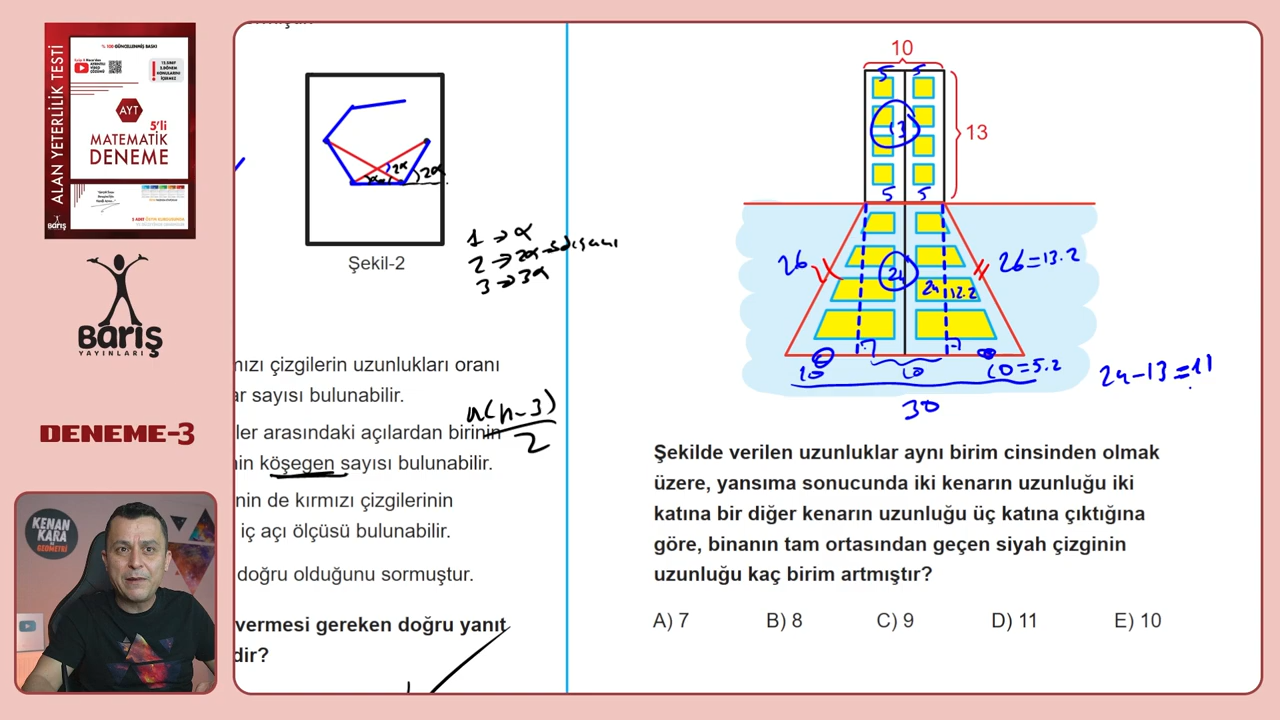 ALAN YETERLİLİK TESTİ
% 100 GÜNCELLENMİŞ BASKI
AYT
5'li
MATEMATİK
DENEME
Barış
Barış
YAYINLARI
DENEME-3
KENAN
KARA
GEOMETRİ
2α
α
2α
Şekil-2
1 → α
2 → 2α
3 → 3α
mızı çizgilerin uzunlukları oranı
ar sayısı bulunabilir.
n(n-3)
2
ler arasındaki açılardan birinin
nin köşegen sayısı bulunabilir.
nin de kırmızı çizgilerinin
iç açı ölçüsü bulunabilir.
doğru olduğunu sormuştur.
vermesi gereken doğru yanıt
dir?
10
5 5
13
13
5 5
26
26=13.2
24
24
12.2
10
10
10=5.2
30
24-13=11
Şekilde verilen uzunluklar aynı birim cinsinden olmak
üzere, yansıma sonucunda iki kenarın uzunluğu iki
katına bir diğer kenarın uzunluğu üç katına çıktığına
göre, binanın tam ortasından geçen siyah çizginin
uzunluğu kaç birim artmıştır?
A) 7 B) 8 C) 9 D) 11 E) 10